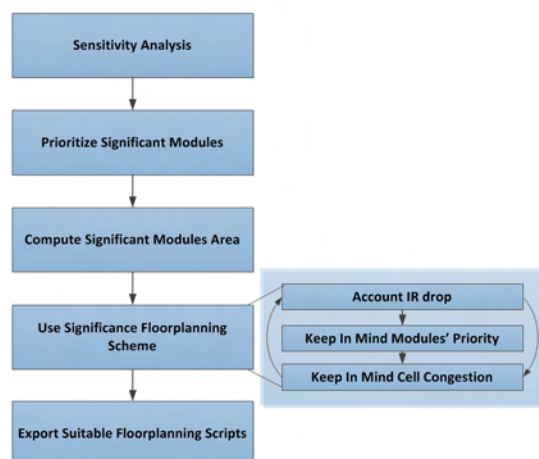 Sensitivity Analysis
Prioritize Significant Modules
Compute Significant Modules Area
Use Significance Floorplanning
Scheme
Account IR drop
Keep In Mind Modules' Priority
Keep In Mind Cell Congestion
Export Suitable Floorplanning Scripts